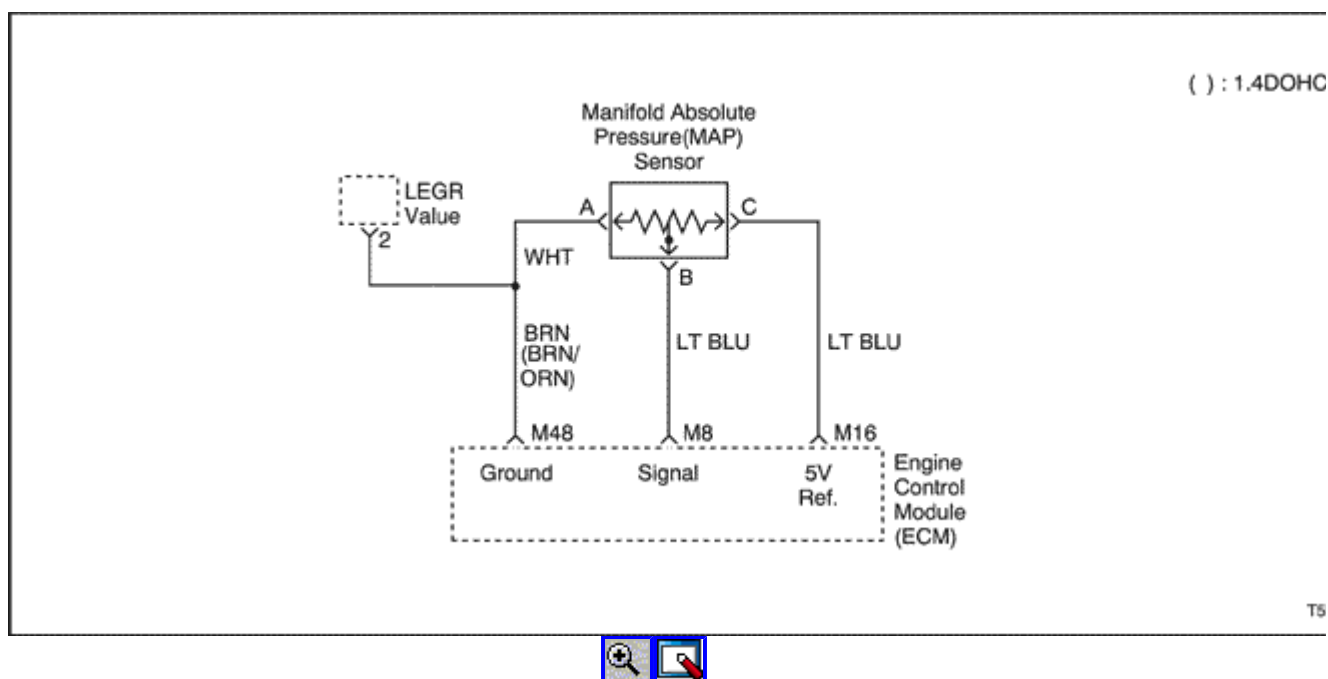 ( ) : 1.4DOHC
Manifold Absolute
Pressure(MAP)
Sensor
LEGR
Value
2
A
C
WHT
B
BRN
(BRN/
ORN)
LT BLU
LT BLU
M48
M8
M16
Ground
Signal
5V
Ref.
Engine
Control
Module
(ECM)
T5